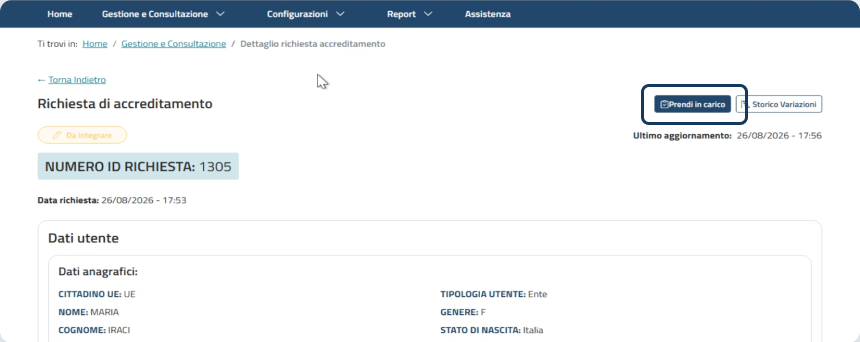 Home Gestione e Consultazione Configurazioni Report Assistenza
Ti trovi in: Home / Gestione e Consultazione / Dettaglio richiesta accreditamento
← Torna Indietro
Richiesta di accreditamento
Prendi in carico Storico Variazioni
Da integrare
Ultimo aggiornamento: 26/08/2026 - 17:56
NUMERO ID RICHIESTA: 1305
Data richiesta: 26/08/2026 - 17:53
Dati utente
Dati anagrafici:
CITTADINO UE: UE TIPOLOGIA UTENTE: Ente
NOME: MARIA GENERE: F
COGNOME: IRACI STATO DI NASCITA: Italia